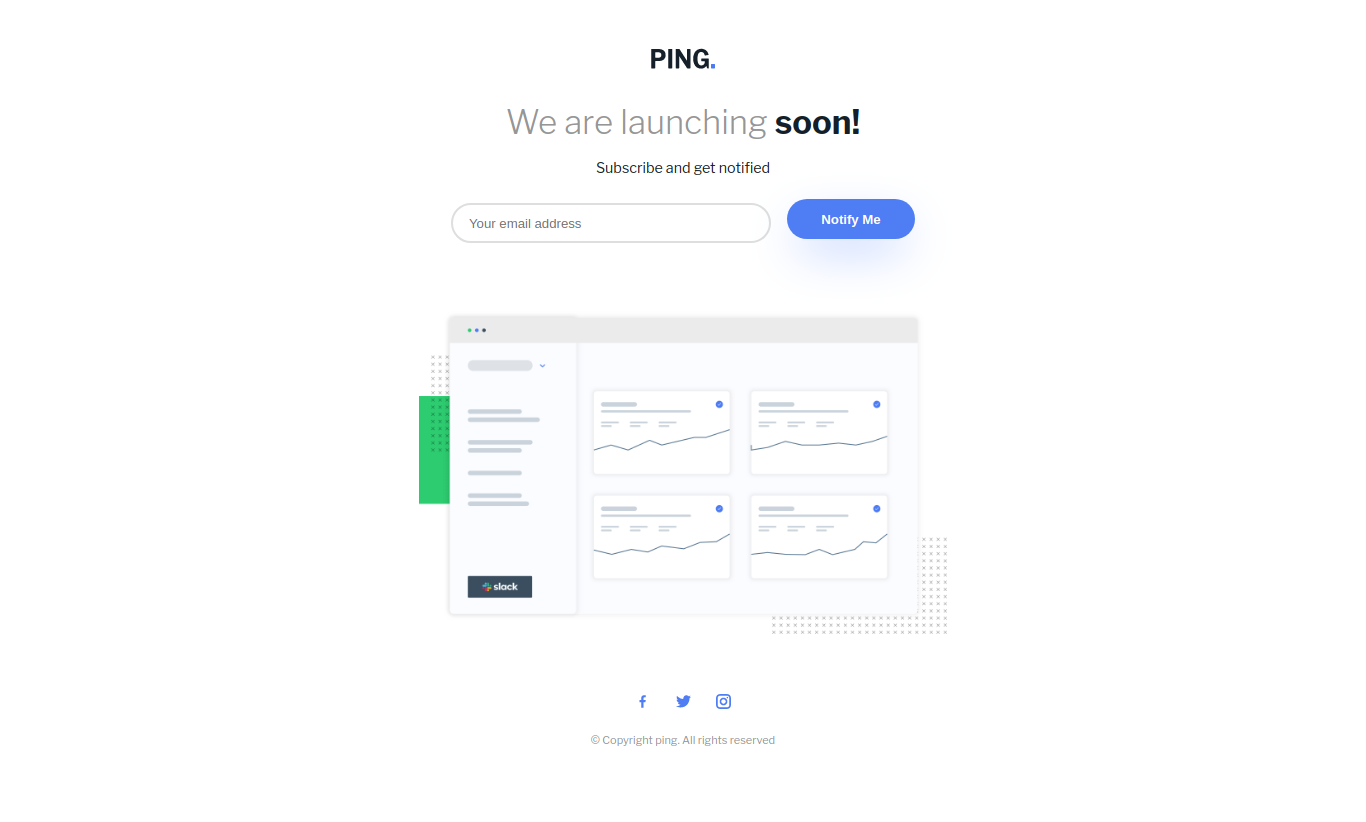 PING.
We are launching soon!
Subscribe and get notified
Your email address
Notify Me
slack
© Copyright ping. All rights reserved